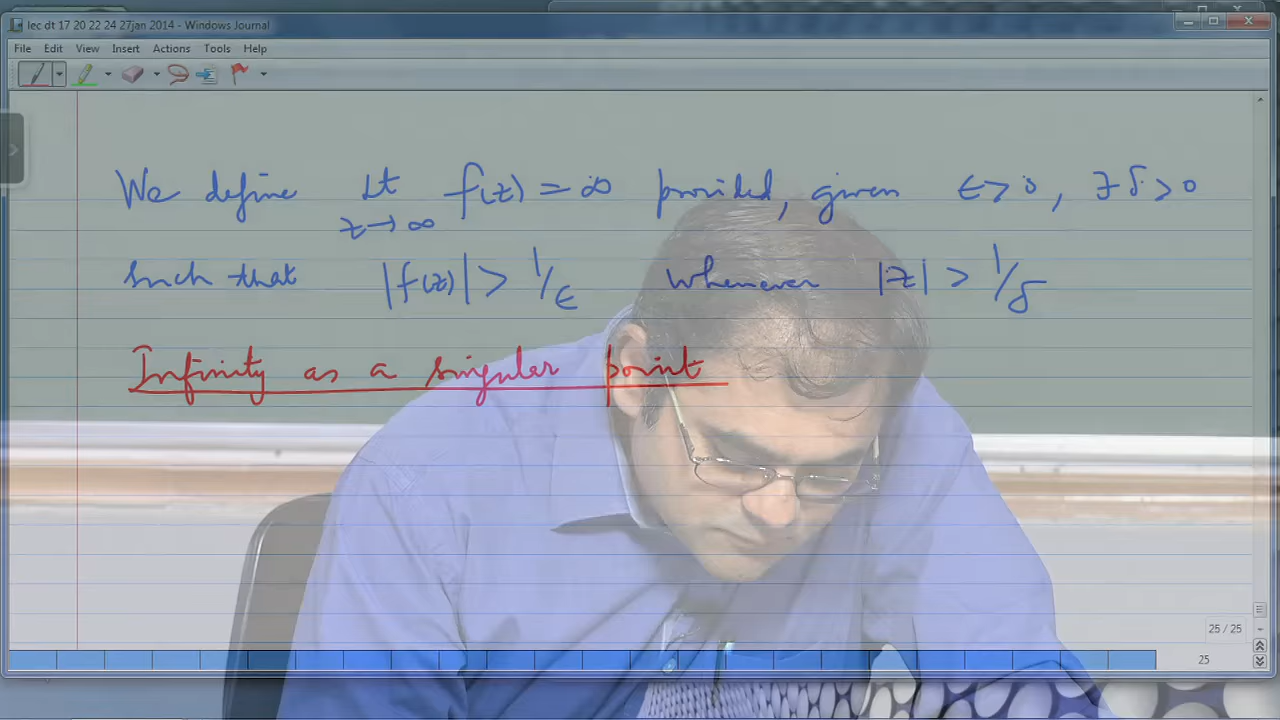 lec dt 17 20 22 24 27jan 2014 - Windows Journal
File Edit View Insert Actions Tools Help
We define Lt f(z) = ∞ provided, given ε > 0, ∃ δ > 0
z→∞
such that |f(z)| > 1/ε whenever |z| > 1/δ
Infinity as a singular point
25 / 25
25